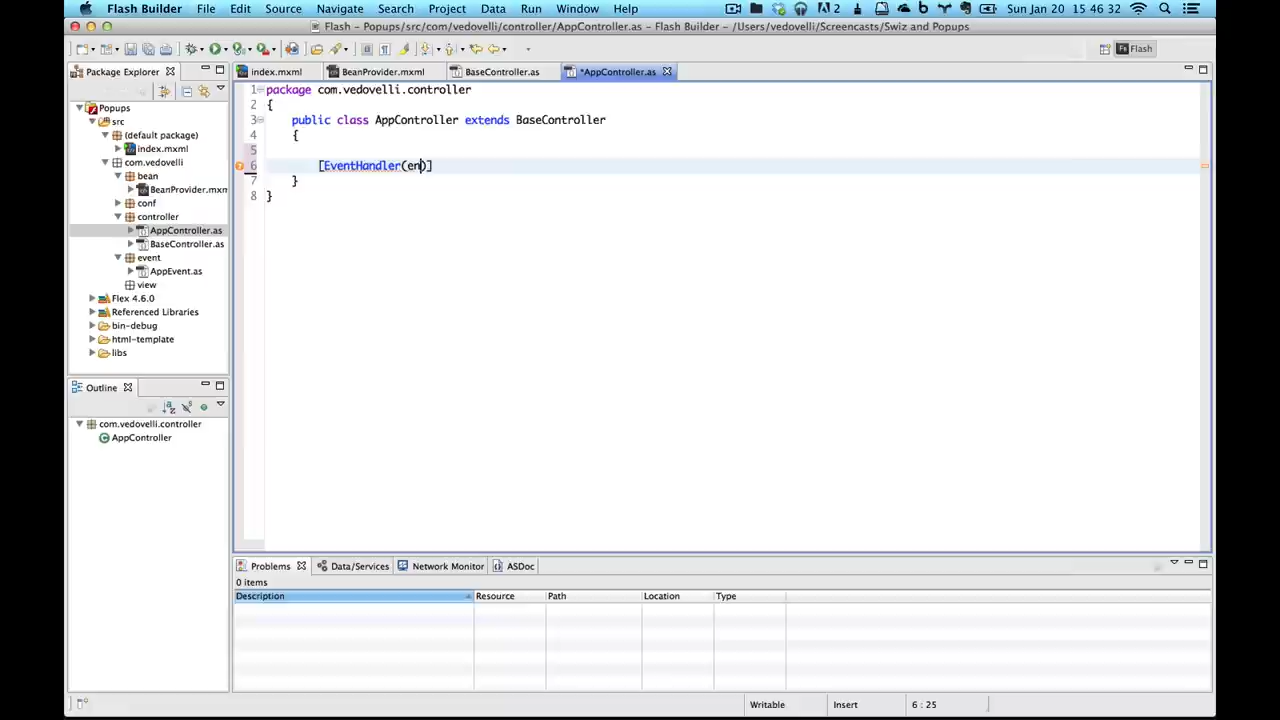 Flash Builder File Edit Source Navigate Search Project Data Run Window Help 2 Sun Jan 20 15 46 32
Flash – Popups/src/com/vedovelli/controller/AppController.as – Flash Builder – /Users/vedovelli/Screencasts/Swiz and Popups
Flash
Package Explorer
index.mxml BeanProvider.mxml BaseController.as *AppController.as
Popups
src
(default package)
index.mxml
com.vedovelli
bean
BeanProvider.mxm
conf
controller
AppController.as
BaseController.as
event
AppEvent.as
view
Flex 4.6.0
Referenced Libraries
bin-debug
html-template
libs
1 package com.vedovelli.controller
2 {
3 public class AppController extends BaseController
4 {
5
6 [EventHandler(en)]
7 }
8 }
Outline
com.vedovelli.controller
AppController
Problems Data/Services Network Monitor ASDoc
0 items
Description Resource Path Location Type
Writable Insert 6 : 25